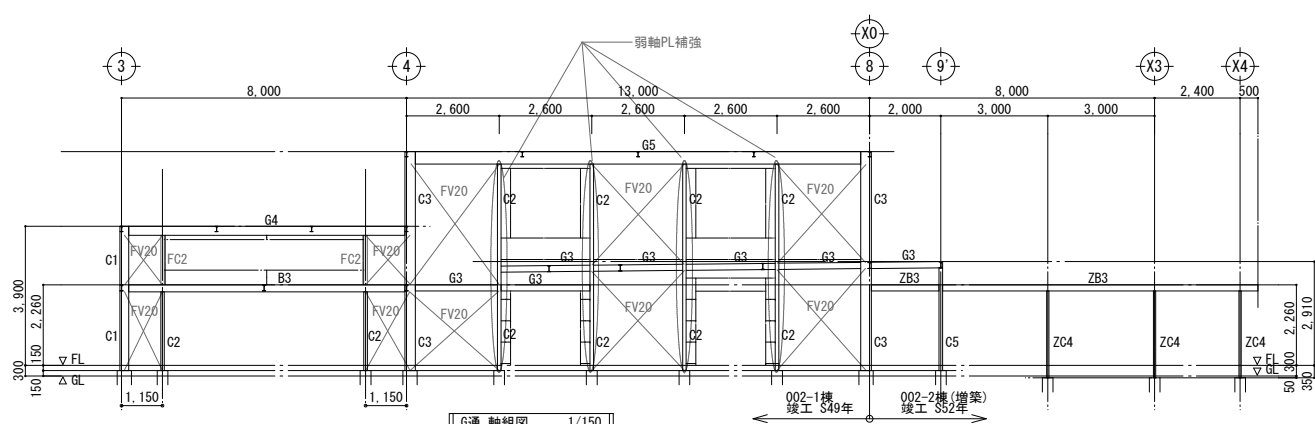 X0
弱軸PL補強
3
4
8
9'
X3
X4
8,000
13,000
8,000
2,400
500
2,600
2,600
2,600
2,600
2,600
2,000
3,000
3,000
G5
FV20
FV20
FV20
C3
C2
C2
C2
C2
C3
G4
FV20
FC2
FC2
FV20
C1
G3
G3
G3
G3
G3
B3
G3
G3
ZB3
ZB3
3,900
2,260
FV20
FV20
FV20
FV20
FV20
2,260
2,910
C1
C2
C2
C3
C2
C2
C2
C2
C3
C5
ZC4
ZC4
ZC4
150
▽ FL
300
150
△ GL
▽ FL
▽ GL
300
50
350
1,150
1,150
G通 軸組図 1/150
002-1棟
竣工 S49年
002-2棟(増築)
竣工 S52年